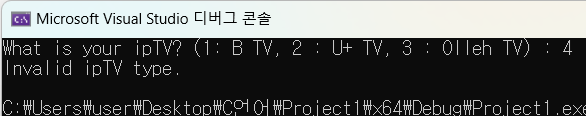 Microsoft Visual Studio 디버그 콘솔
What is your ipTV? (1: B TV, 2 : U+ TV, 3 : Olleh TV) : 4
Invalid ipTV type.
C:₩Users₩user₩Desktop₩C언어₩Project1₩x64₩Debug₩Project1.exe